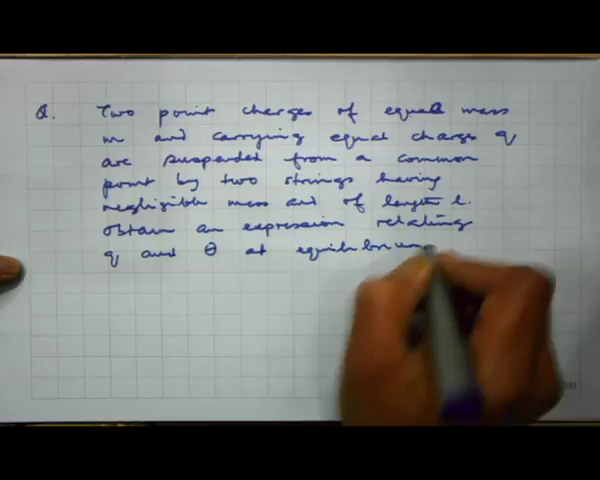 Q. Two point charges of equal mass
m and carrying equal charge q
are suspended from a common
point by two strings having
negligible mass and of length l.
Obtain an expression relating
q and θ at equilibrium